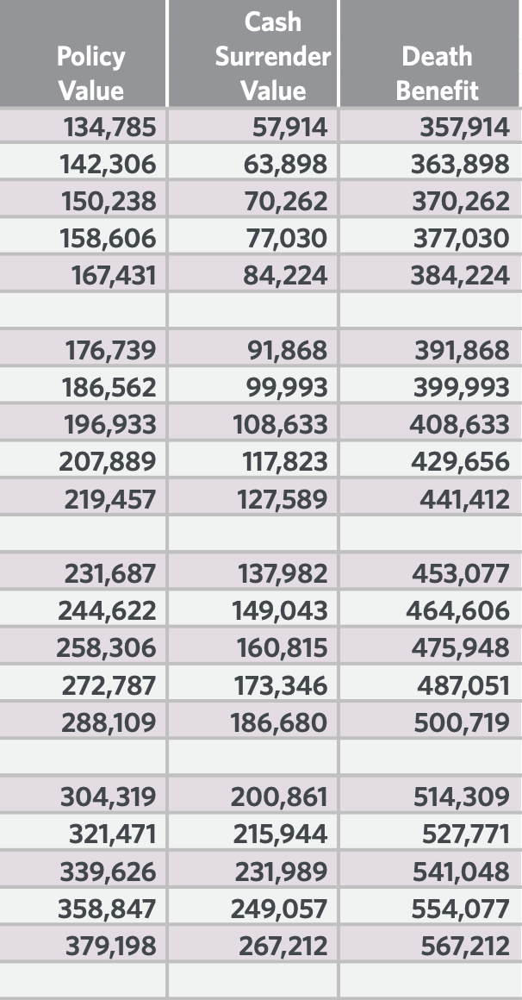 Policy Value Cash Surrender Value Death Benefit
134,785 57,914 357,914
142,306 63,898 363,898
150,238 70,262 370,262
158,606 77,030 377,030
167,431 84,224 384,224
176,739 91,868 391,868
186,562 99,993 399,993
196,933 108,633 408,633
207,889 117,823 429,656
219,457 127,589 441,412
231,687 137,982 453,077
244,622 149,043 464,606
258,306 160,815 475,948
272,787 173,346 487,051
288,109 186,680 500,719
304,319 200,861 514,309
321,471 215,944 527,771
339,626 231,989 541,048
358,847 249,057 554,077
379,198 267,212 567,212